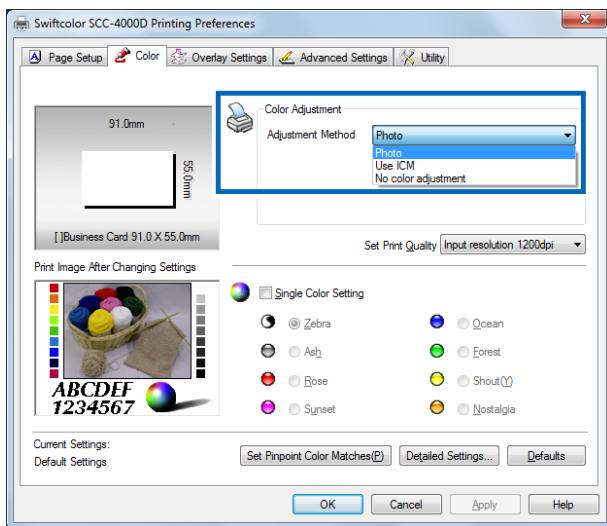 Swiftcolor SCC-4000D Printing Preferences
Page Setup Color Overlay Settings Advanced Settings Utility
91.0mm
55.0mm
[ ]Business Card 91.0 X 55.0mm
Color Adjustment
Adjustment Method Photo
Photo
Use ICM
No color adjustment
Set Print Quality Input resolution 1200dpi
Print Image After Changing Settings
ABCDEF
1234567
Single Color Setting
Zebra Ocean
Ash Forest
Rose Shout(Y)
Sunset Nostalgia
Current Settings:
Default Settings
Set Pinpoint Color Matches(P) Detailed Settings... Defaults
OK Cancel Apply Help